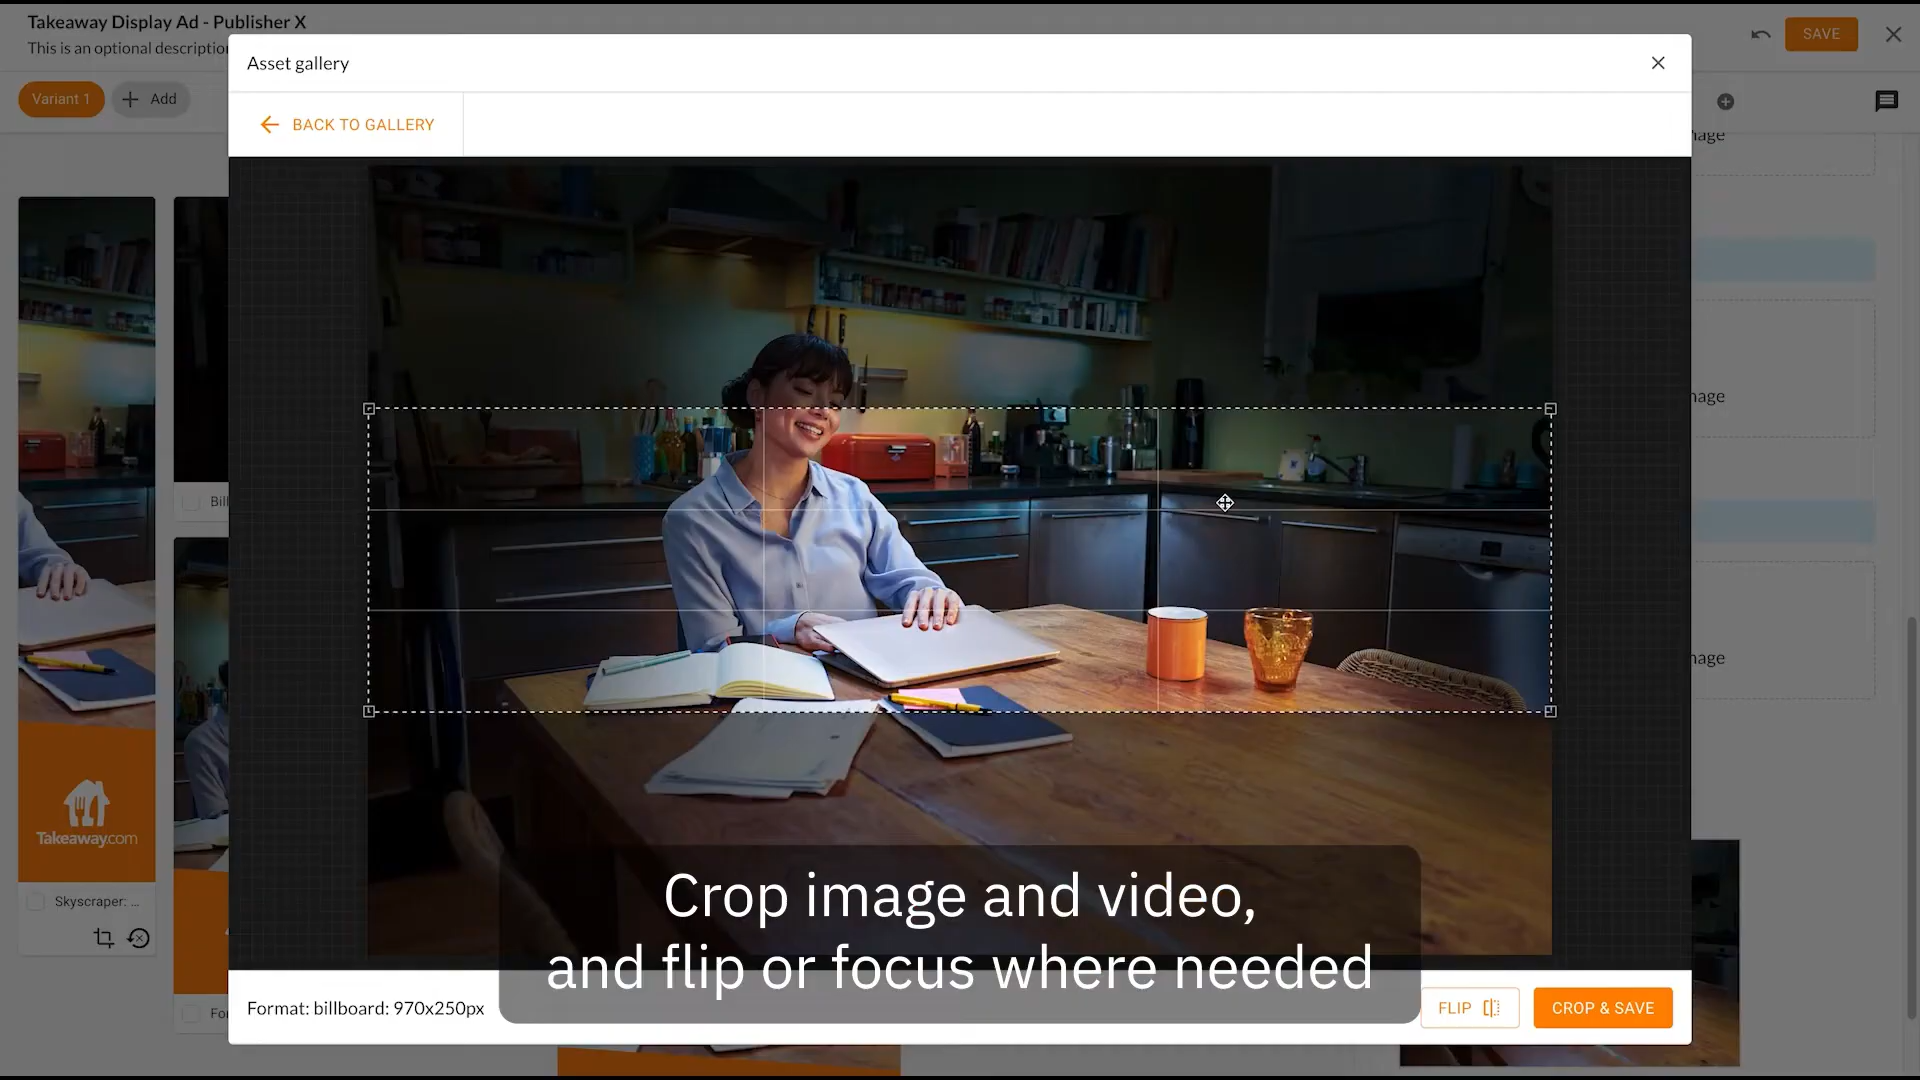 Takeaway Display Ad - Publisher X
This is an optional description
SAVE
Asset gallery
Variant 1
Add
BACK TO GALLERY
Takeaway.com
Skyscraper: ...
Crop image and video,
and flip or focus where needed
Format: billboard: 970x250px
FLIP
CROP & SAVE